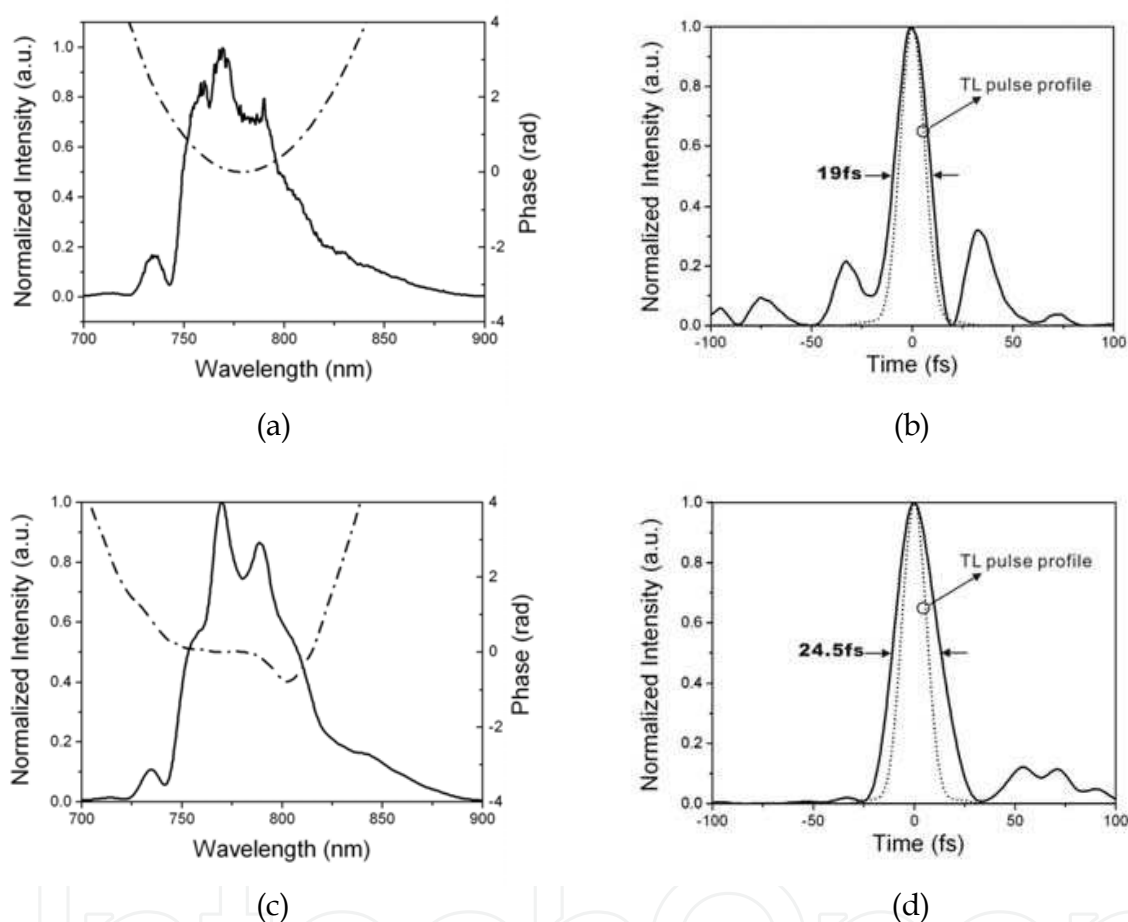 Normalized Intensity (a.u.)
1.0
0.8
0.6
0.4
0.2
0.0
4
2
0
-2
-4
Phase (rad)
700 750 800 850 900
Wavelength (nm)
(a)
Normalized Intensity (a.u.)
1.0
0.8
0.6
0.4
0.2
0.0
TL pulse profile
19fs
-100 -50 0 50 100
Time (fs)
(b)
Normalized Intensity (a.u.)
1.0
0.8
0.6
0.4
0.2
0.0
4
2
0
-2
-4
Phase (rad)
700 750 800 850 900
Wavelength (nm)
(c)
Normalized Intensity (a.u.)
1.0
0.8
0.6
0.4
0.2
0.0
TL pulse profile
24.5fs
-100 -50 0 50 100
Time (fs)
(d)